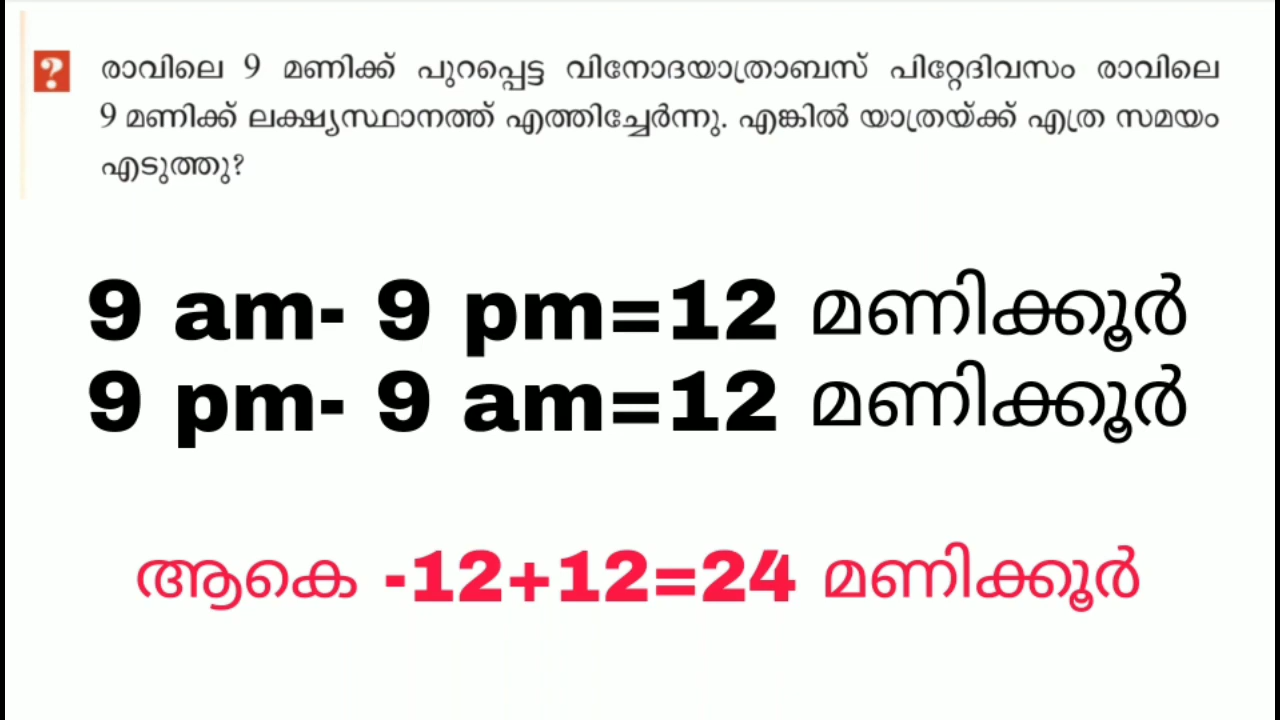 ? രാവിലെ 9 മണിക്ക് പുറപ്പെട്ട വിനോദയാത്രാബസ് പിറ്റേദിവസം രാവിലെ
9 മണിക്ക് ലക്ഷ്യസ്ഥാനത്ത് എത്തിച്ചേർന്നു. എങ്കിൽ യാത്രയ്ക്ക് എത്ര സമയം
എടുത്തു?
9 am- 9 pm=12 മണിക്കൂർ
9 pm- 9 am=12 മണിക്കൂർ
ആകെ -12+12=24 മണിക്കൂർ